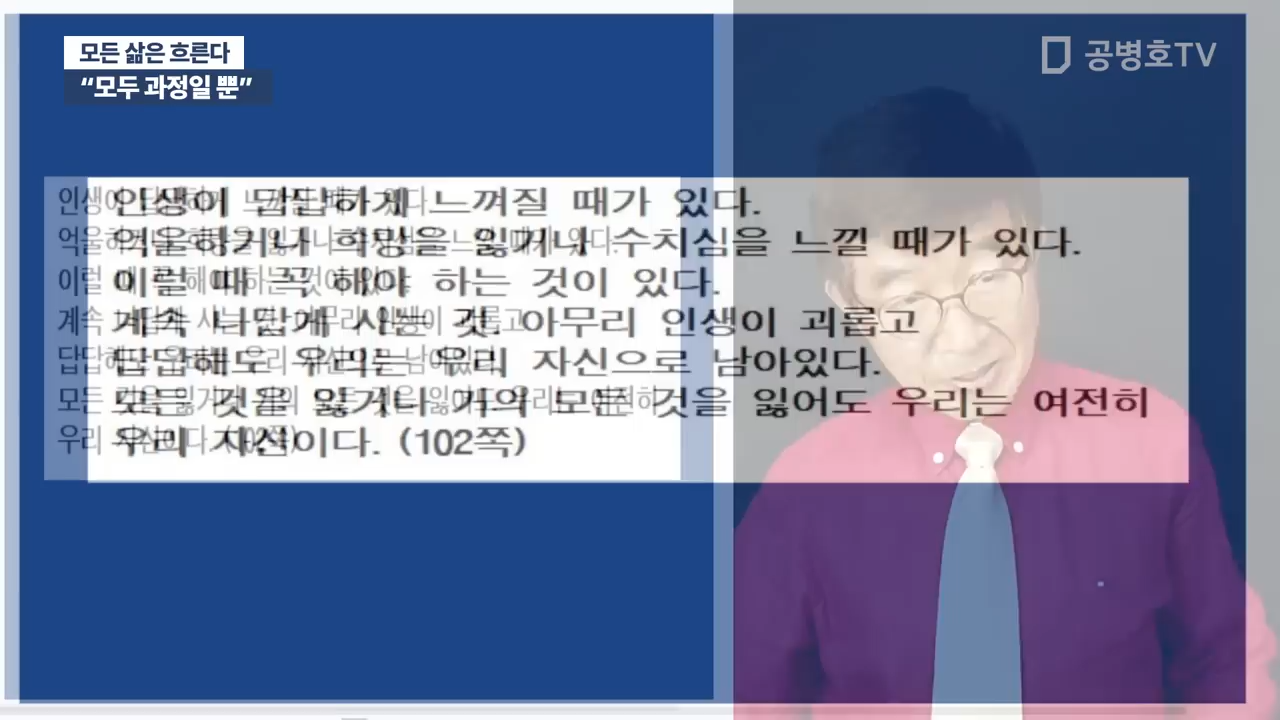 모든 삶은 흐른다
“모두 과정일 뿐”
공병호TV
인생이 답답하게 느껴질 때가 있다.
억울하거나 희망을 잃거나 수치심을 느낄 때가 있다.
이럴 때 꼭 해야 하는 것이 있다.
계속 나답게 사는 것. 아무리 인생이 괴롭고
답답해도 우리는 우리 자신으로 남아있다.
모든 것을 잃거나 거의 모든 것을 잃어도 우리는 여전히
우리 자신이다. (102쪽)